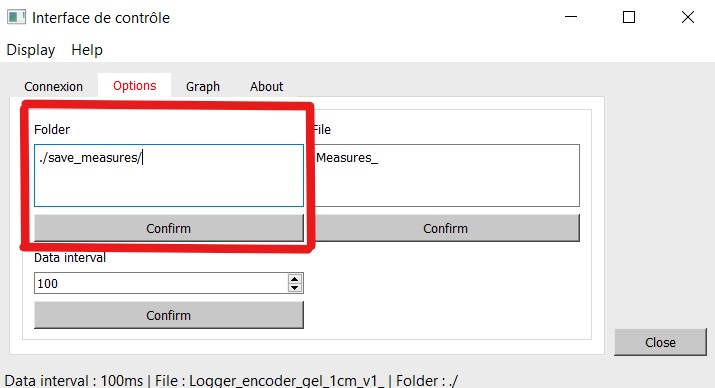 Interface de contrôle
Display Help
Connexion Options Graph About
Folder File
./save_measures/ Measures_
Confirm Confirm
Data interval
100
Confirm
Close
Data interval : 100ms | File : Logger_encoder_gel_1cm_v1_ | Folder : ./